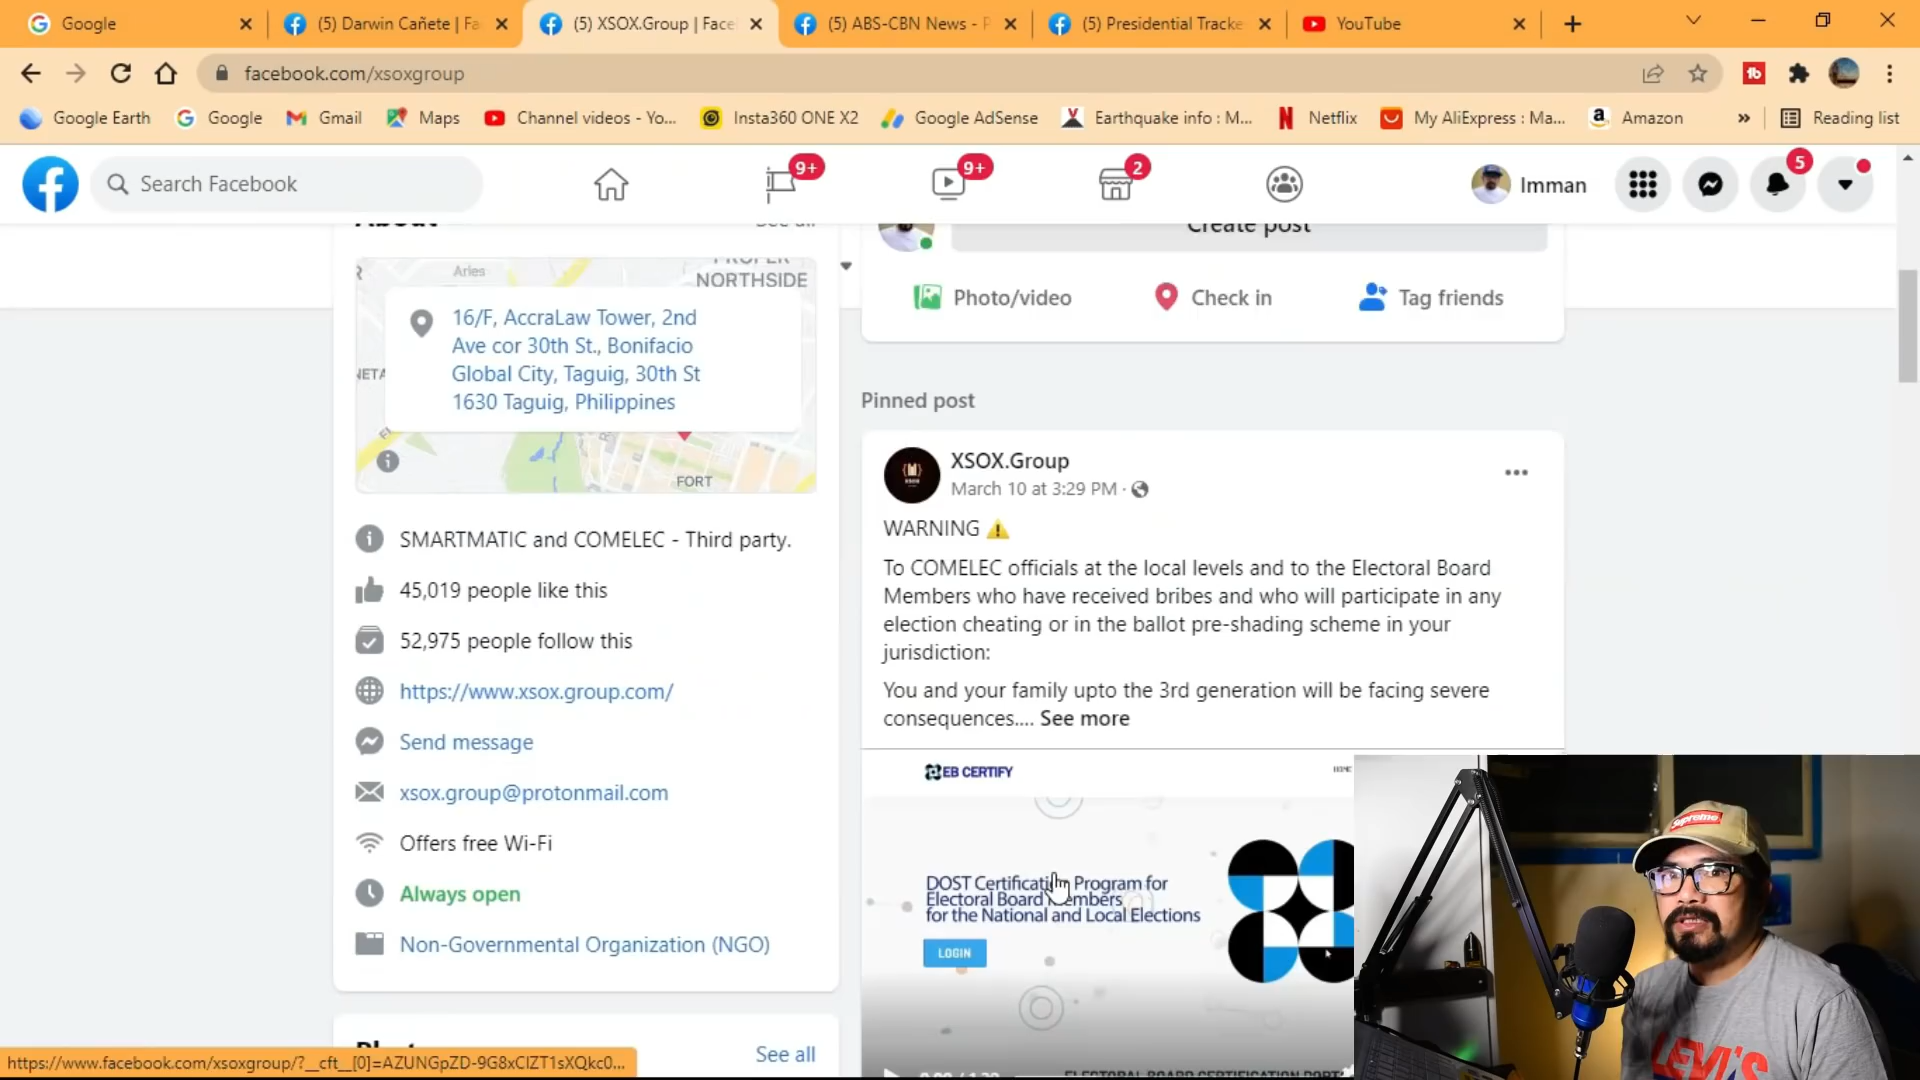 Google
(5) Darwin Cañete | Fa
(5) XSOX.Group | Face
(5) ABS-CBN News - P
(5) Presidential Tracke
YouTube
facebook.com/xsoxgroup
Google Earth
Google
Gmail
Maps
Channel videos - Yo...
Insta360 ONE X2
Google AdSense
Earthquake info : M...
Netflix
My AliExpress : Ma...
Amazon
Reading list
Search Facebook
9+
9+
2
Imman
5
About
See all
Aries
PROPER
NORTHSIDE
16/F, AccraLaw Tower, 2nd
Ave cor 30th St., Bonifacio
Global City, Taguig, 30th St
1630 Taguig, Philippines
FORT
SMARTMATIC and COMELEC - Third party.
45,019 people like this
52,975 people follow this
https://www.xsox.group.com/
Send message
xsox.group@protonmail.com
Offers free Wi-Fi
Always open
Non-Governmental Organization (NGO)
See all
https://www.facebook.com/xsoxgroup/?__cft__[0]=AZUNGpZD-9G8xClZT1sXQkc0...
Create post
Photo/video
Check in
Tag friends
Pinned post
XSOX.Group
March 10 at 3:29 PM ·
WARNING ⚠
To COMELEC officials at the local levels and to the Electoral Board
Members who have received bribes and who will participate in any
election cheating or in the ballot pre-shading scheme in your
jurisdiction:
You and your family upto the 3rd generation will be facing severe
consequences.... See more
EB CERTIFY
HOME
DOST Certification Program for
Electoral Board Members
for the National and Local Elections
LOGIN
Supreme
LEVI'S